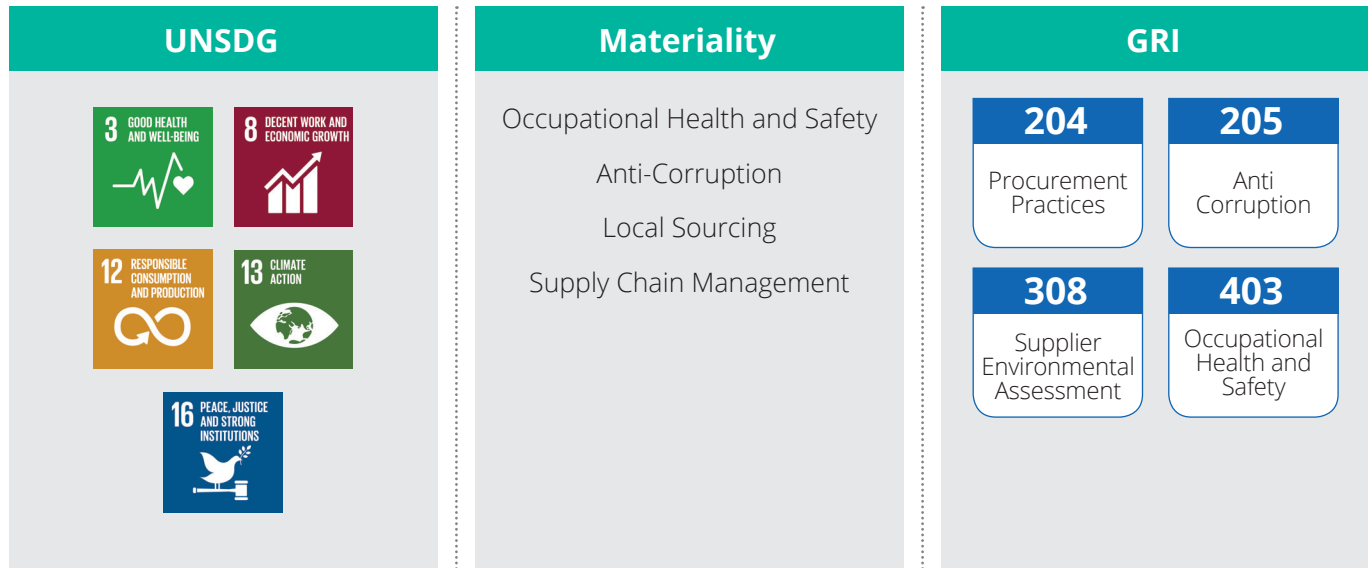 UNSDG
3 GOOD HEALTH
AND WELL-BEING
8 DECENT WORK AND
ECONOMIC GROWTH
12 RESPONSIBLE
CONSUMPTION
AND PRODUCTION
13 CLIMATE
ACTION
16 PEACE, JUSTICE
AND STRONG
INSTITUTIONS
Materiality
Occupational Health and Safety
Anti-Corruption
Local Sourcing
Supply Chain Management
GRI
204
Procurement
Practices
205
Anti
Corruption
308
Supplier
Environmental
Assessment
403
Occupational
Health and
Safety